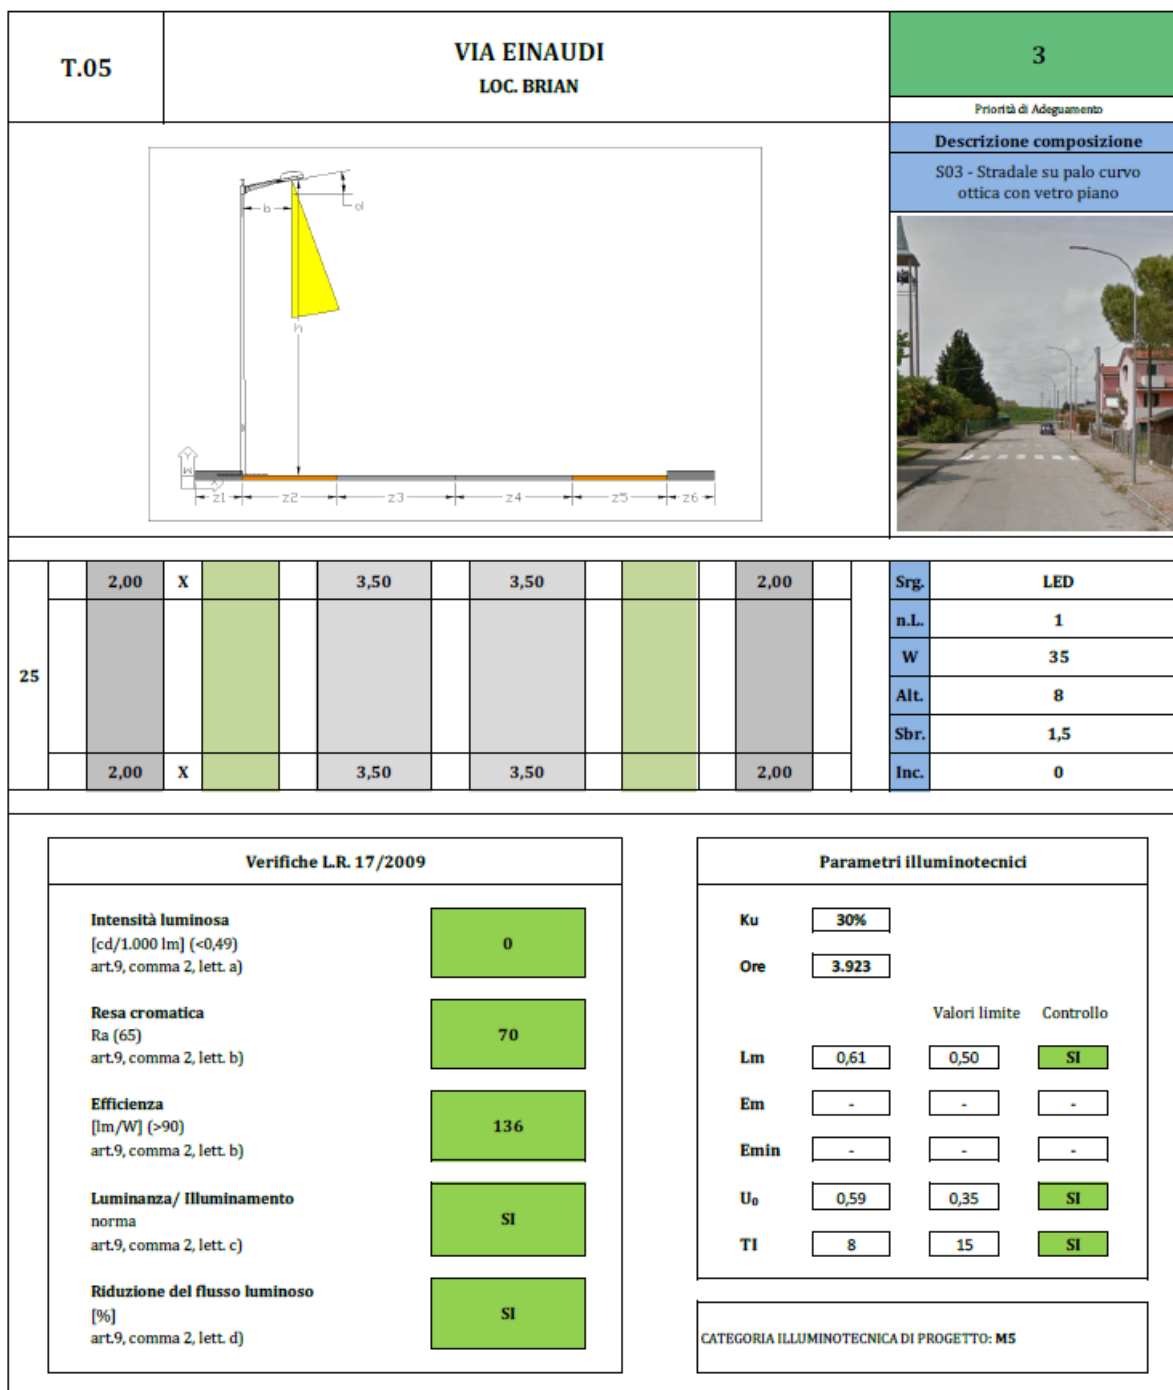 T.05
VIA EINAUDI
LOC. BRIAN
3
Priorità di Adeguamento
Descrizione composizione
S03 - Stradale su palo curvo
ottica con vetro piano
b
h
Y
W
X
z1 z2 z3 z4 z5 z6
25
2,00 X 3,50 3,50 2,00
2,00 X 3,50 3,50 2,00
Srg. LED
n.L. 1
W 35
Alt. 8
Sbr. 1,5
Inc. 0
Verifiche L.R. 17/2009
Intensità luminosa
[cd/1.000 lm] (<0,49)
art.9, comma 2, lett. a)
0
Resa cromatica
Ra (65)
art.9, comma 2, lett. b)
70
Efficienza
[lm/W] (>90)
art.9, comma 2, lett. b)
136
Luminanza/ Illuminamento
norma
art.9, comma 2, lett. c)
SI
Riduzione del flusso luminoso
[%]
art.9, comma 2, lett. d)
SI
Parametri illuminotecnici
Ku 30%
Ore 3.923
Valori limite Controllo
Lm 0,61 0,50 SI
Em - - -
Emin - - -
U₀ 0,59 0,35 SI
TI 8 15 SI
CATEGORIA ILLUMINOTECNICA DI PROGETTO: M5